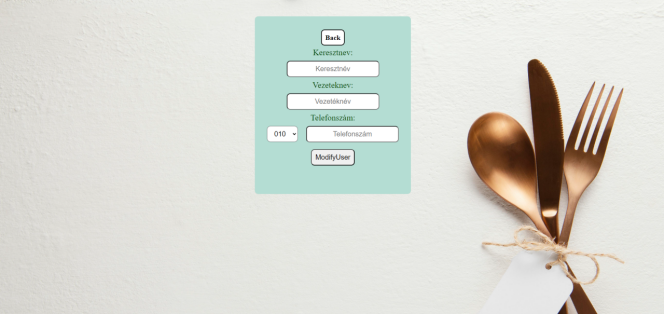 Back
Keresztnev:
Keresztnév
Vezeteknev:
Vezetéknév
Telefonszám:
010 Telefonszám
ModifyUser